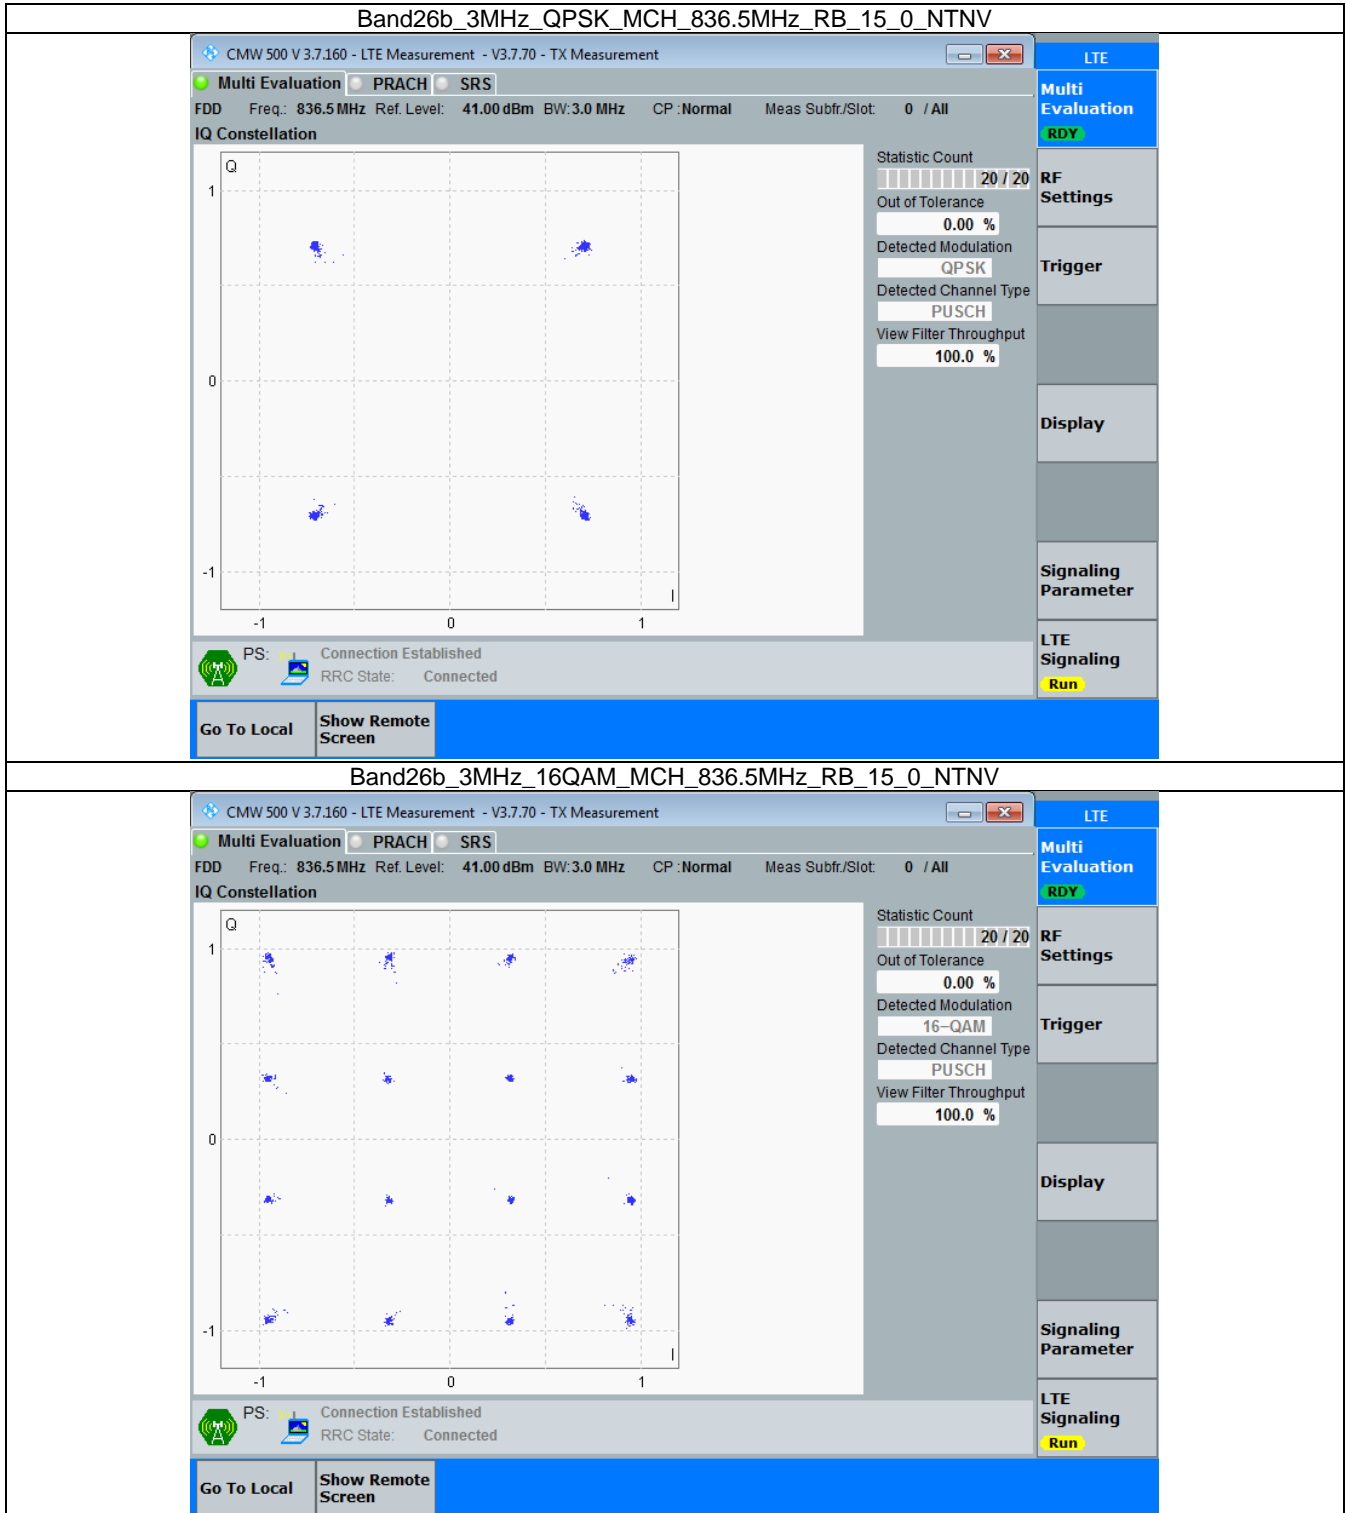 Band26b_3MHz_QPSK_MCH_836.5MHz_RB_15_0_NTNV
CMW 500 V 3.7.160 - LTE Measurement - V3.7.70 - TX Measurement
LTE
Multi Evaluation PRACH SRS
Multi
Evaluation
RDY
FDD Freq.: 836.5 MHz Ref. Level: 41.00 dBm BW: 3.0 MHz CP : Normal Meas Subfr./Slot: 0 / All
IQ Constellation
Q
1
0
-1
I
-1 0 1
Statistic Count
20 / 20
Out of Tolerance
0.00 %
Detected Modulation
QPSK
Detected Channel Type
PUSCH
View Filter Throughput
100.0 %
RF
Settings
Trigger
Display
Signaling
Parameter
LTE
Signaling
Run
PS: Connection Established
RRC State: Connected
Go To Local
Show Remote
Screen
Band26b_3MHz_16QAM_MCH_836.5MHz_RB_15_0_NTNV
CMW 500 V 3.7.160 - LTE Measurement - V3.7.70 - TX Measurement
LTE
Multi Evaluation PRACH SRS
Multi
Evaluation
RDY
FDD Freq.: 836.5 MHz Ref. Level: 41.00 dBm BW: 3.0 MHz CP : Normal Meas Subfr./Slot: 0 / All
IQ Constellation
Q
1
0
-1
I
-1 0 1
Statistic Count
20 / 20
Out of Tolerance
0.00 %
Detected Modulation
16-QAM
Detected Channel Type
PUSCH
View Filter Throughput
100.0 %
RF
Settings
Trigger
Display
Signaling
Parameter
LTE
Signaling
Run
PS: Connection Established
RRC State: Connected
Go To Local
Show Remote
Screen